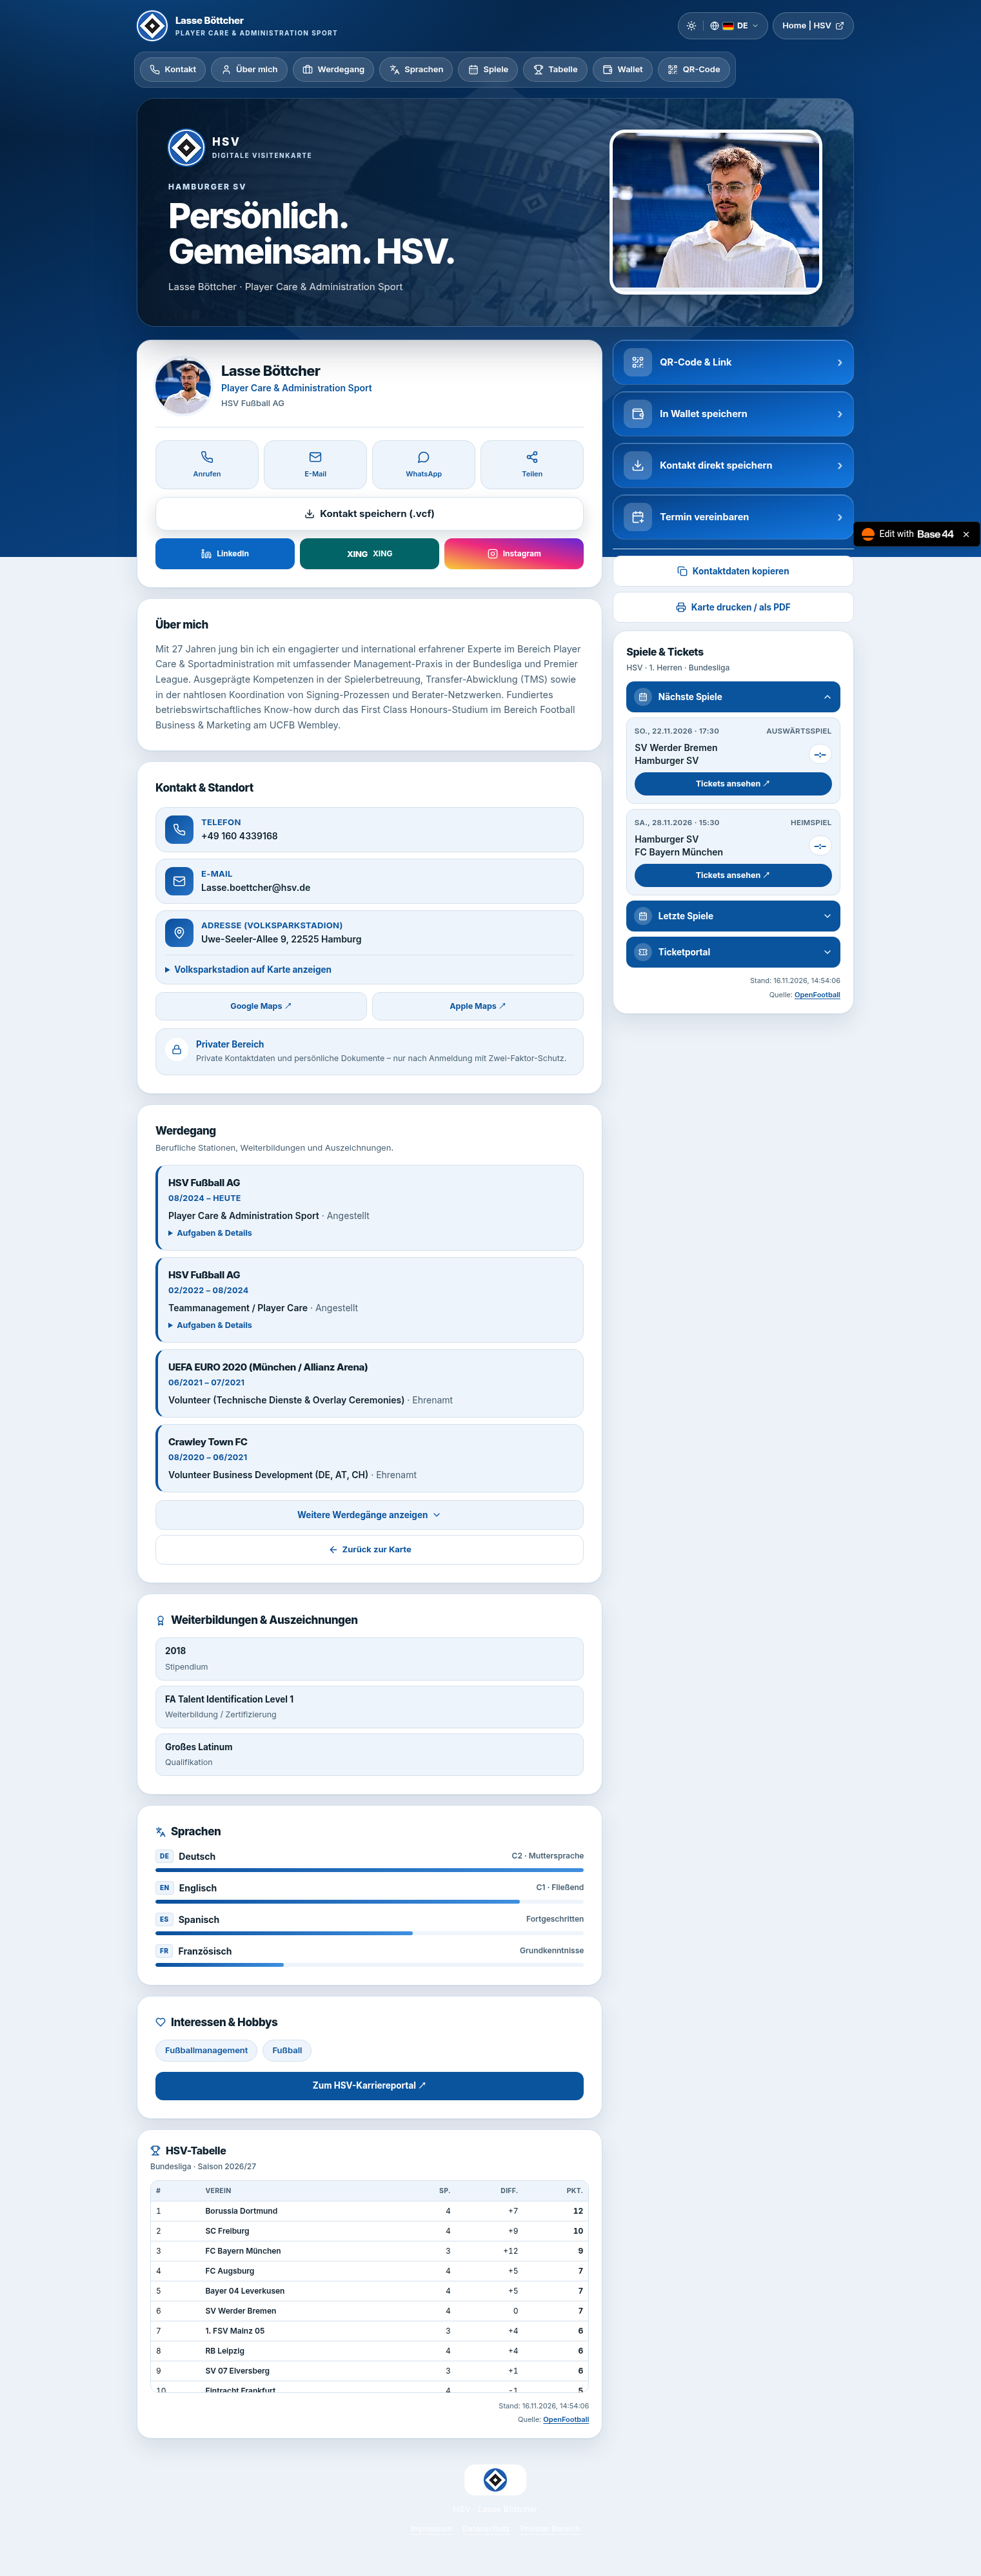 Lasse Böttcher
PLAYER CARE & ADMINISTRATION SPORT
DE
Home | HSV
Kontakt
Über mich
Werdegang
Sprachen
Spiele
Tabelle
Wallet
QR-Code
HSV
DIGITALE VISITENKARTE
HAMBURGER SV
Persönlich.
Gemeinsam. HSV.
Lasse Böttcher · Player Care & Administration Sport
Lasse Böttcher
Player Care & Administration Sport
HSV Fußball AG
Anrufen
E-Mail
WhatsApp
Teilen
Kontakt speichern (.vcf)
LinkedIn
XING XING
Instagram
QR-Code & Link
In Wallet speichern
Kontakt direkt speichern
Termin vereinbaren
Edit with Base44
Kontaktdaten kopieren
Karte drucken / als PDF
Über mich
Mit 27 Jahren jung bin ich ein engagierter und international erfahrener Experte im Bereich Player
Care & Sportadministration mit umfassender Management-Praxis in der Bundesliga und Premier
League. Ausgeprägte Kompetenzen in der Spielerbetreuung, Transfer-Abwicklung (TMS) sowie
in der nahtlosen Koordination von Signing-Prozessen und Berater-Netzwerken. Fundiertes
betriebswirtschaftliches Know-how durch das First Class Honours-Studium im Bereich Football
Business & Marketing am UCFB Wembley.
Spiele & Tickets
HSV · 1. Herren · Bundesliga
Nächste Spiele
SO., 22.11.2026 · 17:30
AUSWÄRTSSPIEL
SV Werder Bremen
Hamburger SV
–:–
Tickets ansehen ↗
SA., 28.11.2026 · 15:30
HEIMSPIEL
Hamburger SV
FC Bayern München
–:–
Tickets ansehen ↗
Letzte Spiele
Ticketportal
Stand: 16.11.2026, 14:54:06
Quelle: OpenFootball
Kontakt & Standort
TELEFON
+49 160 4339168
E-MAIL
Lasse.boettcher@hsv.de
ADRESSE (VOLKSPARKSTADION)
Uwe-Seeler-Allee 9, 22525 Hamburg
Volksparkstadion auf Karte anzeigen
Google Maps ↗
Apple Maps ↗
Privater Bereich
Private Kontaktdaten und persönliche Dokumente – nur nach Anmeldung mit Zwei-Faktor-Schutz.
Werdegang
Berufliche Stationen, Weiterbildungen und Auszeichnungen.
HSV Fußball AG
08/2024 – HEUTE
Player Care & Administration Sport · Angestellt
Aufgaben & Details
HSV Fußball AG
02/2022 – 08/2024
Teammanagement / Player Care · Angestellt
Aufgaben & Details
UEFA EURO 2020 (München / Allianz Arena)
06/2021 – 07/2021
Volunteer (Technische Dienste & Overlay Ceremonies) · Ehrenamt
Crawley Town FC
08/2020 – 06/2021
Volunteer Business Development (DE, AT, CH) · Ehrenamt
Weitere Werdegänge anzeigen
Zurück zur Karte
Weiterbildungen & Auszeichnungen
2018
Stipendium
FA Talent Identification Level 1
Weiterbildung / Zertifizierung
Großes Latinum
Qualifikation
Sprachen
DE Deutsch
C2 · Muttersprache
EN Englisch
C1 · Fließend
ES Spanisch
Fortgeschritten
FR Französisch
Grundkenntnisse
Interessen & Hobbys
Fußballmanagement
Fußball
Zum HSV-Karriereportal ↗
HSV-Tabelle
Bundesliga · Saison 2026/27
# VEREIN SP. DIFF. PKT.
1 Borussia Dortmund 4 +7 12
2 SC Freiburg 4 +9 10
3 FC Bayern München 3 +12 9
4 FC Augsburg 4 +5 7
5 Bayer 04 Leverkusen 4 +5 7
6 SV Werder Bremen 4 0 7
7 1. FSV Mainz 05 3 +4 6
8 RB Leipzig 4 +4 6
9 SV 07 Elversberg 3 +1 6
10 Eintracht Frankfurt 4 -1 5
Stand: 16.11.2026, 14:54:06
Quelle: OpenFootball